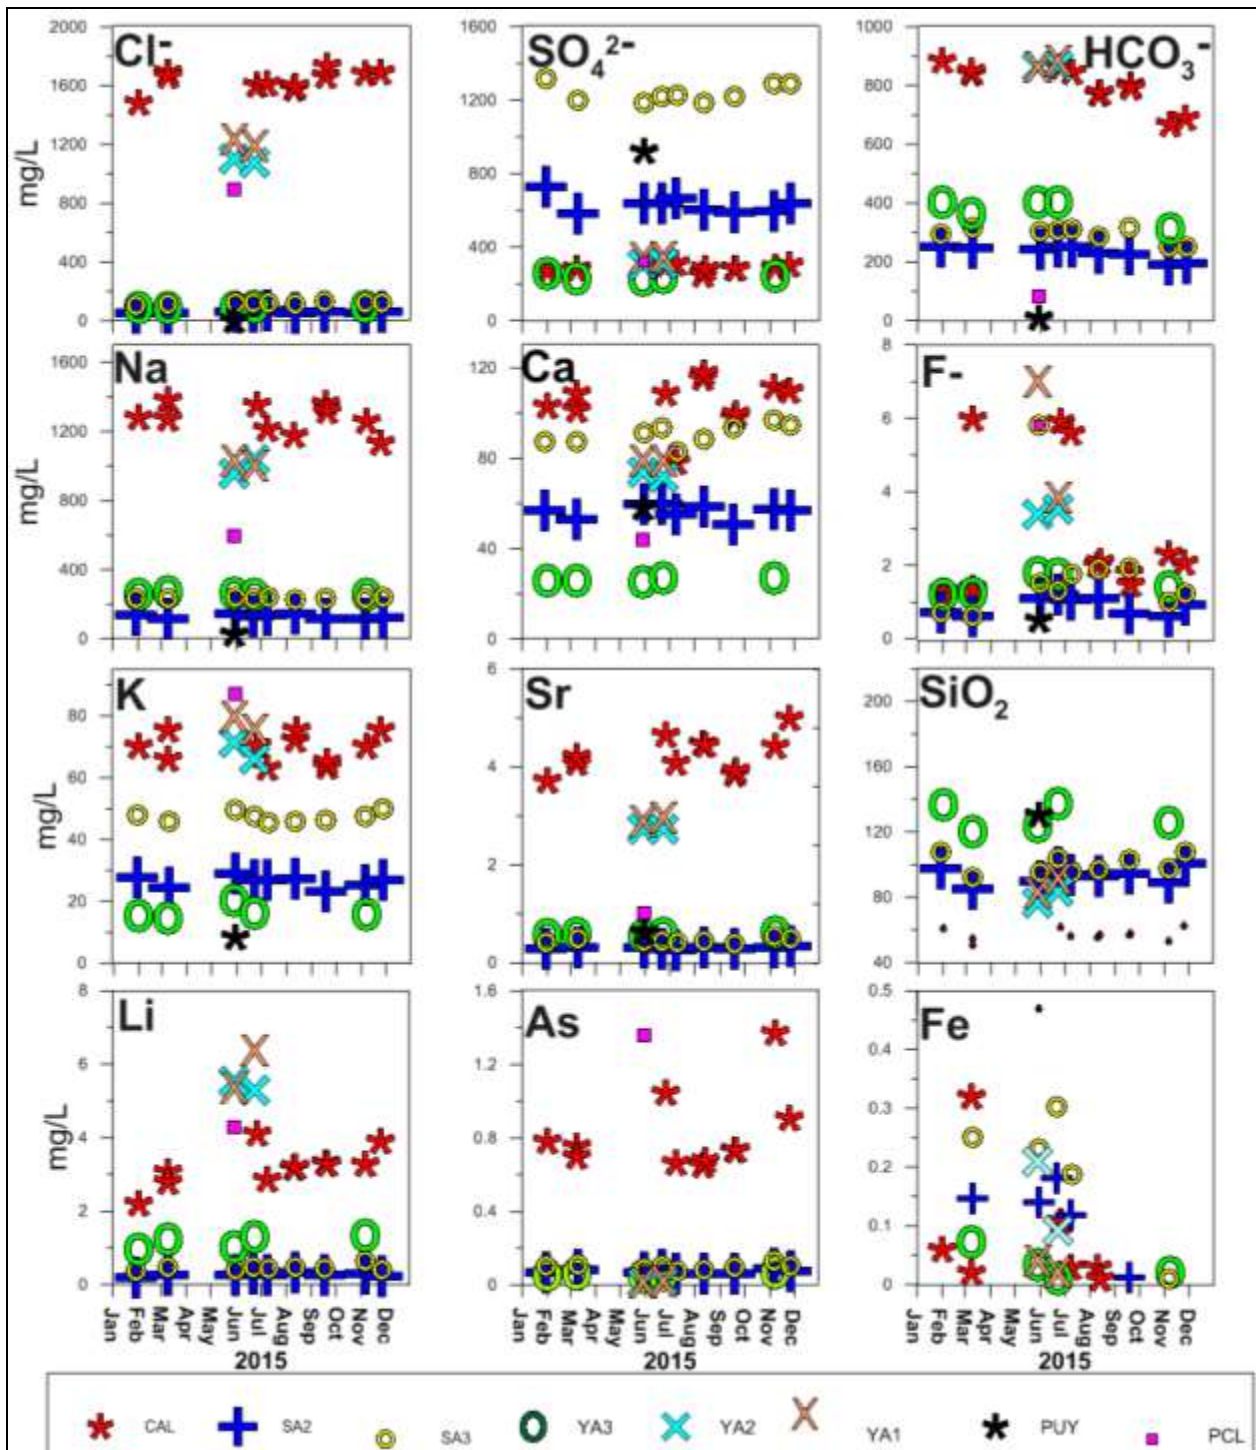 Cl⁻ SO₄²⁻ HCO₃⁻
2000 1600 1000
1600 1200 800
1200 800 600
800 400
400 400 200
0 0 0
mg/L
Na Ca F-
1600 120 8
1200 80 6
800 4
400 40 2
0 0 0
mg/L
K Sr SiO₂
80 6 200
60 4 160
40 120
20 2 80
0 0 40
mg/L
Li As Fe
8 1.6 0.5
6 1.2 0.4
4 0.8 0.3
0.2
2 0.4 0.1
0 0 0
mg/L
Jan Feb Mar Apr May Jun Jul Aug Sep Oct Nov Dec
Jan Feb Mar Apr May Jun Jul Aug Sep Oct Nov Dec
Jan Feb Mar Apr May Jun Jul Aug Sep Oct Nov Dec
2015 2015 2015
CAL SA2 SA3 YA3 YA2 YA1 PUY PCL